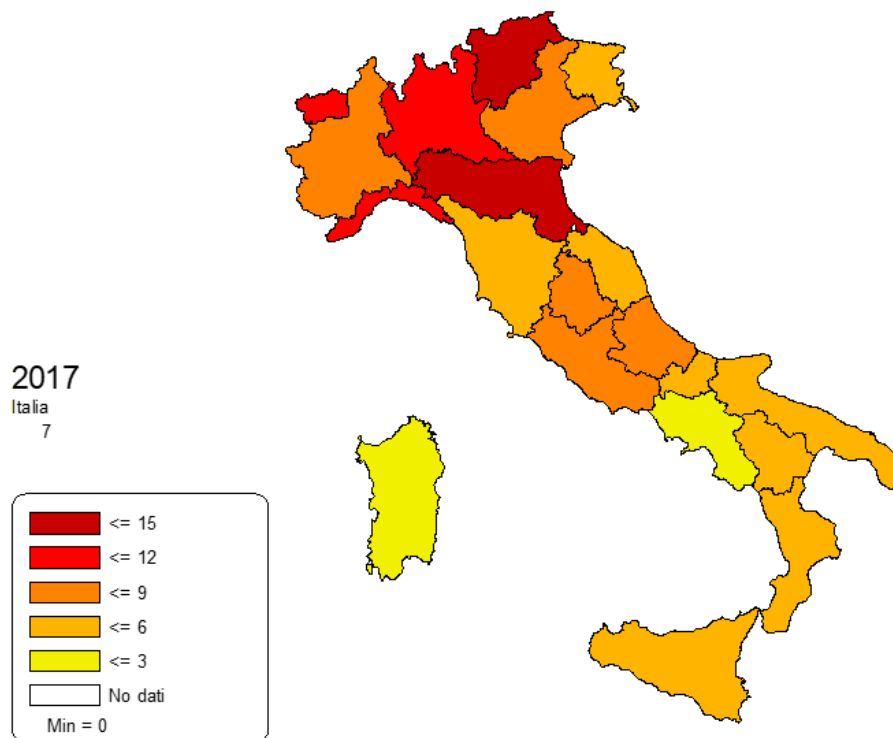 2017
Italia
7
<= 15
<= 12
<= 9
<= 6
<= 3
No dati
Min = 0